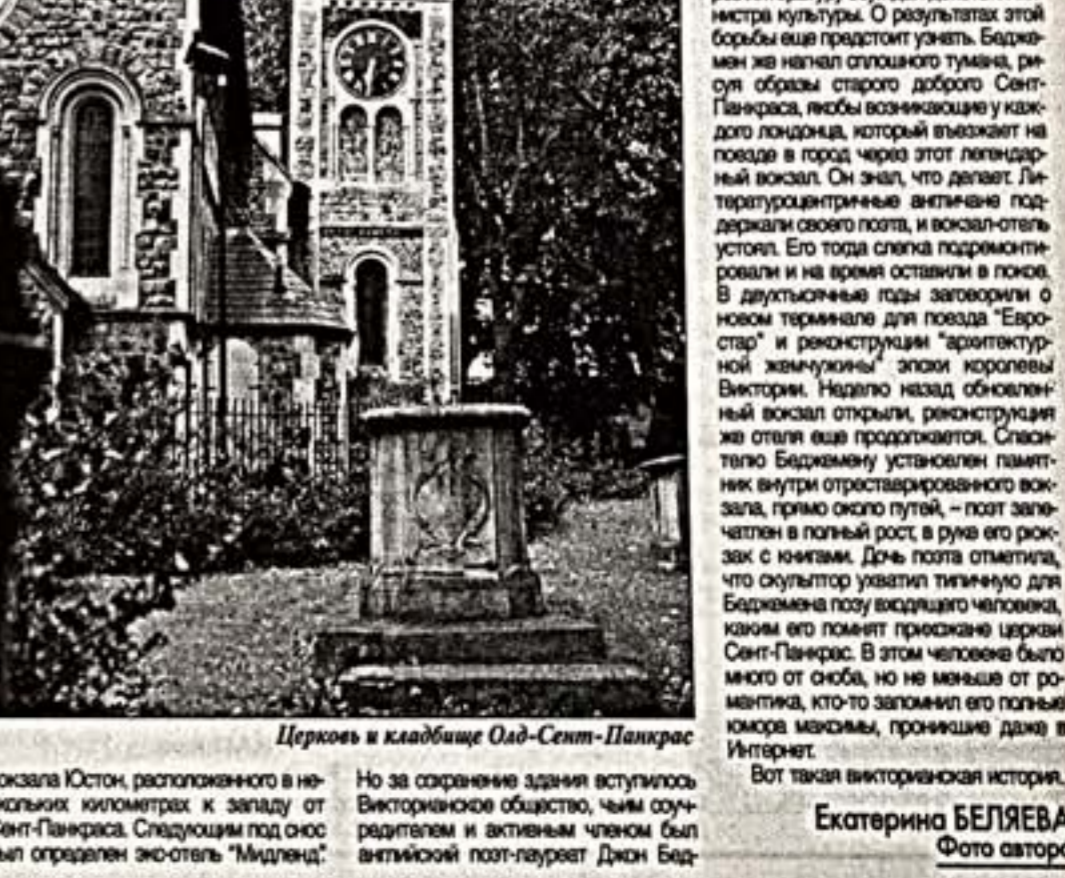 Церковь и кладбище Олд-Сент-Панкрас
окзала Юстон, расположенного в не-
кольких километрах к западу от
ент-Панкраса. Следующим под снос
ыл определен экс-отель "Мидленд".
Но за сохранение здания вступилось
Викторианское общество, чьим соуч-
редителем и активным членом был
английский поэт-лауреат Джон Бед-
нистра культуры. О результатах этой
борьбы еще предстоит узнать. Беджe-
мен же нагнал сплошного тумана, ри-
суя образы старого доброго Сент-
Панкраса, якобы возникающие у каж-
дого лондонца, который въезжает на
поезде в город через этот легендар-
ный вокзал. Он знал, что делает. Ли-
тературоцентричные англичане под-
держали своего поэта, и вокзал-отель
устоял. Его тогда слегка подремонти-
ровали и на время оставили в покое.
В двухтысячные годы заговорили о
новом терминале для поезда "Евро-
стар" и реконструкции "архитектур-
ной жемчужины" эпохи королевы
Виктории. Неделю назад обновлен-
ный вокзал открыли, реконструкция
же отеля еще продолжается. Спаси-
телю Беджемену установлен памят-
ник внутри отреставрированного вок-
зала, прямо около путей, – поэт запе-
чатлен в полный рост, в руке его рюк-
зак с книгами. Дочь поэта отметила,
что скульптор ухватил типичную для
Беджемена позу входящего человека,
каким его помнят прихожане церкви
Сент-Панкрас. В этом человеке было
много от сноба, но не меньше от ро-
мантика, кто-то запомнил его полные
юмора максимы, проникшие даже в
Интернет.
Вот такая викторианская история.
Екатерина БЕЛЯЕВА
Фото автора